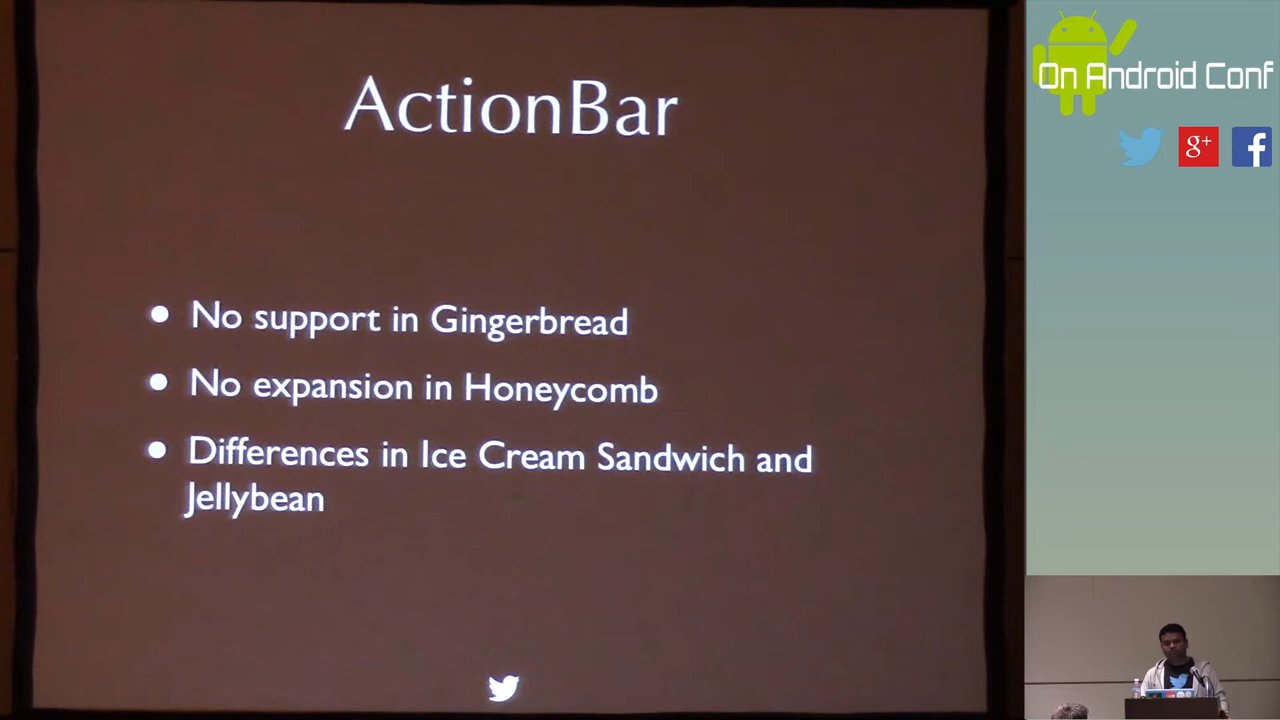 ActionBar
• No support in Gingerbread
• No expansion in Honeycomb
• Differences in Ice Cream Sandwich and
Jellybean
On Android Conf
g+
f